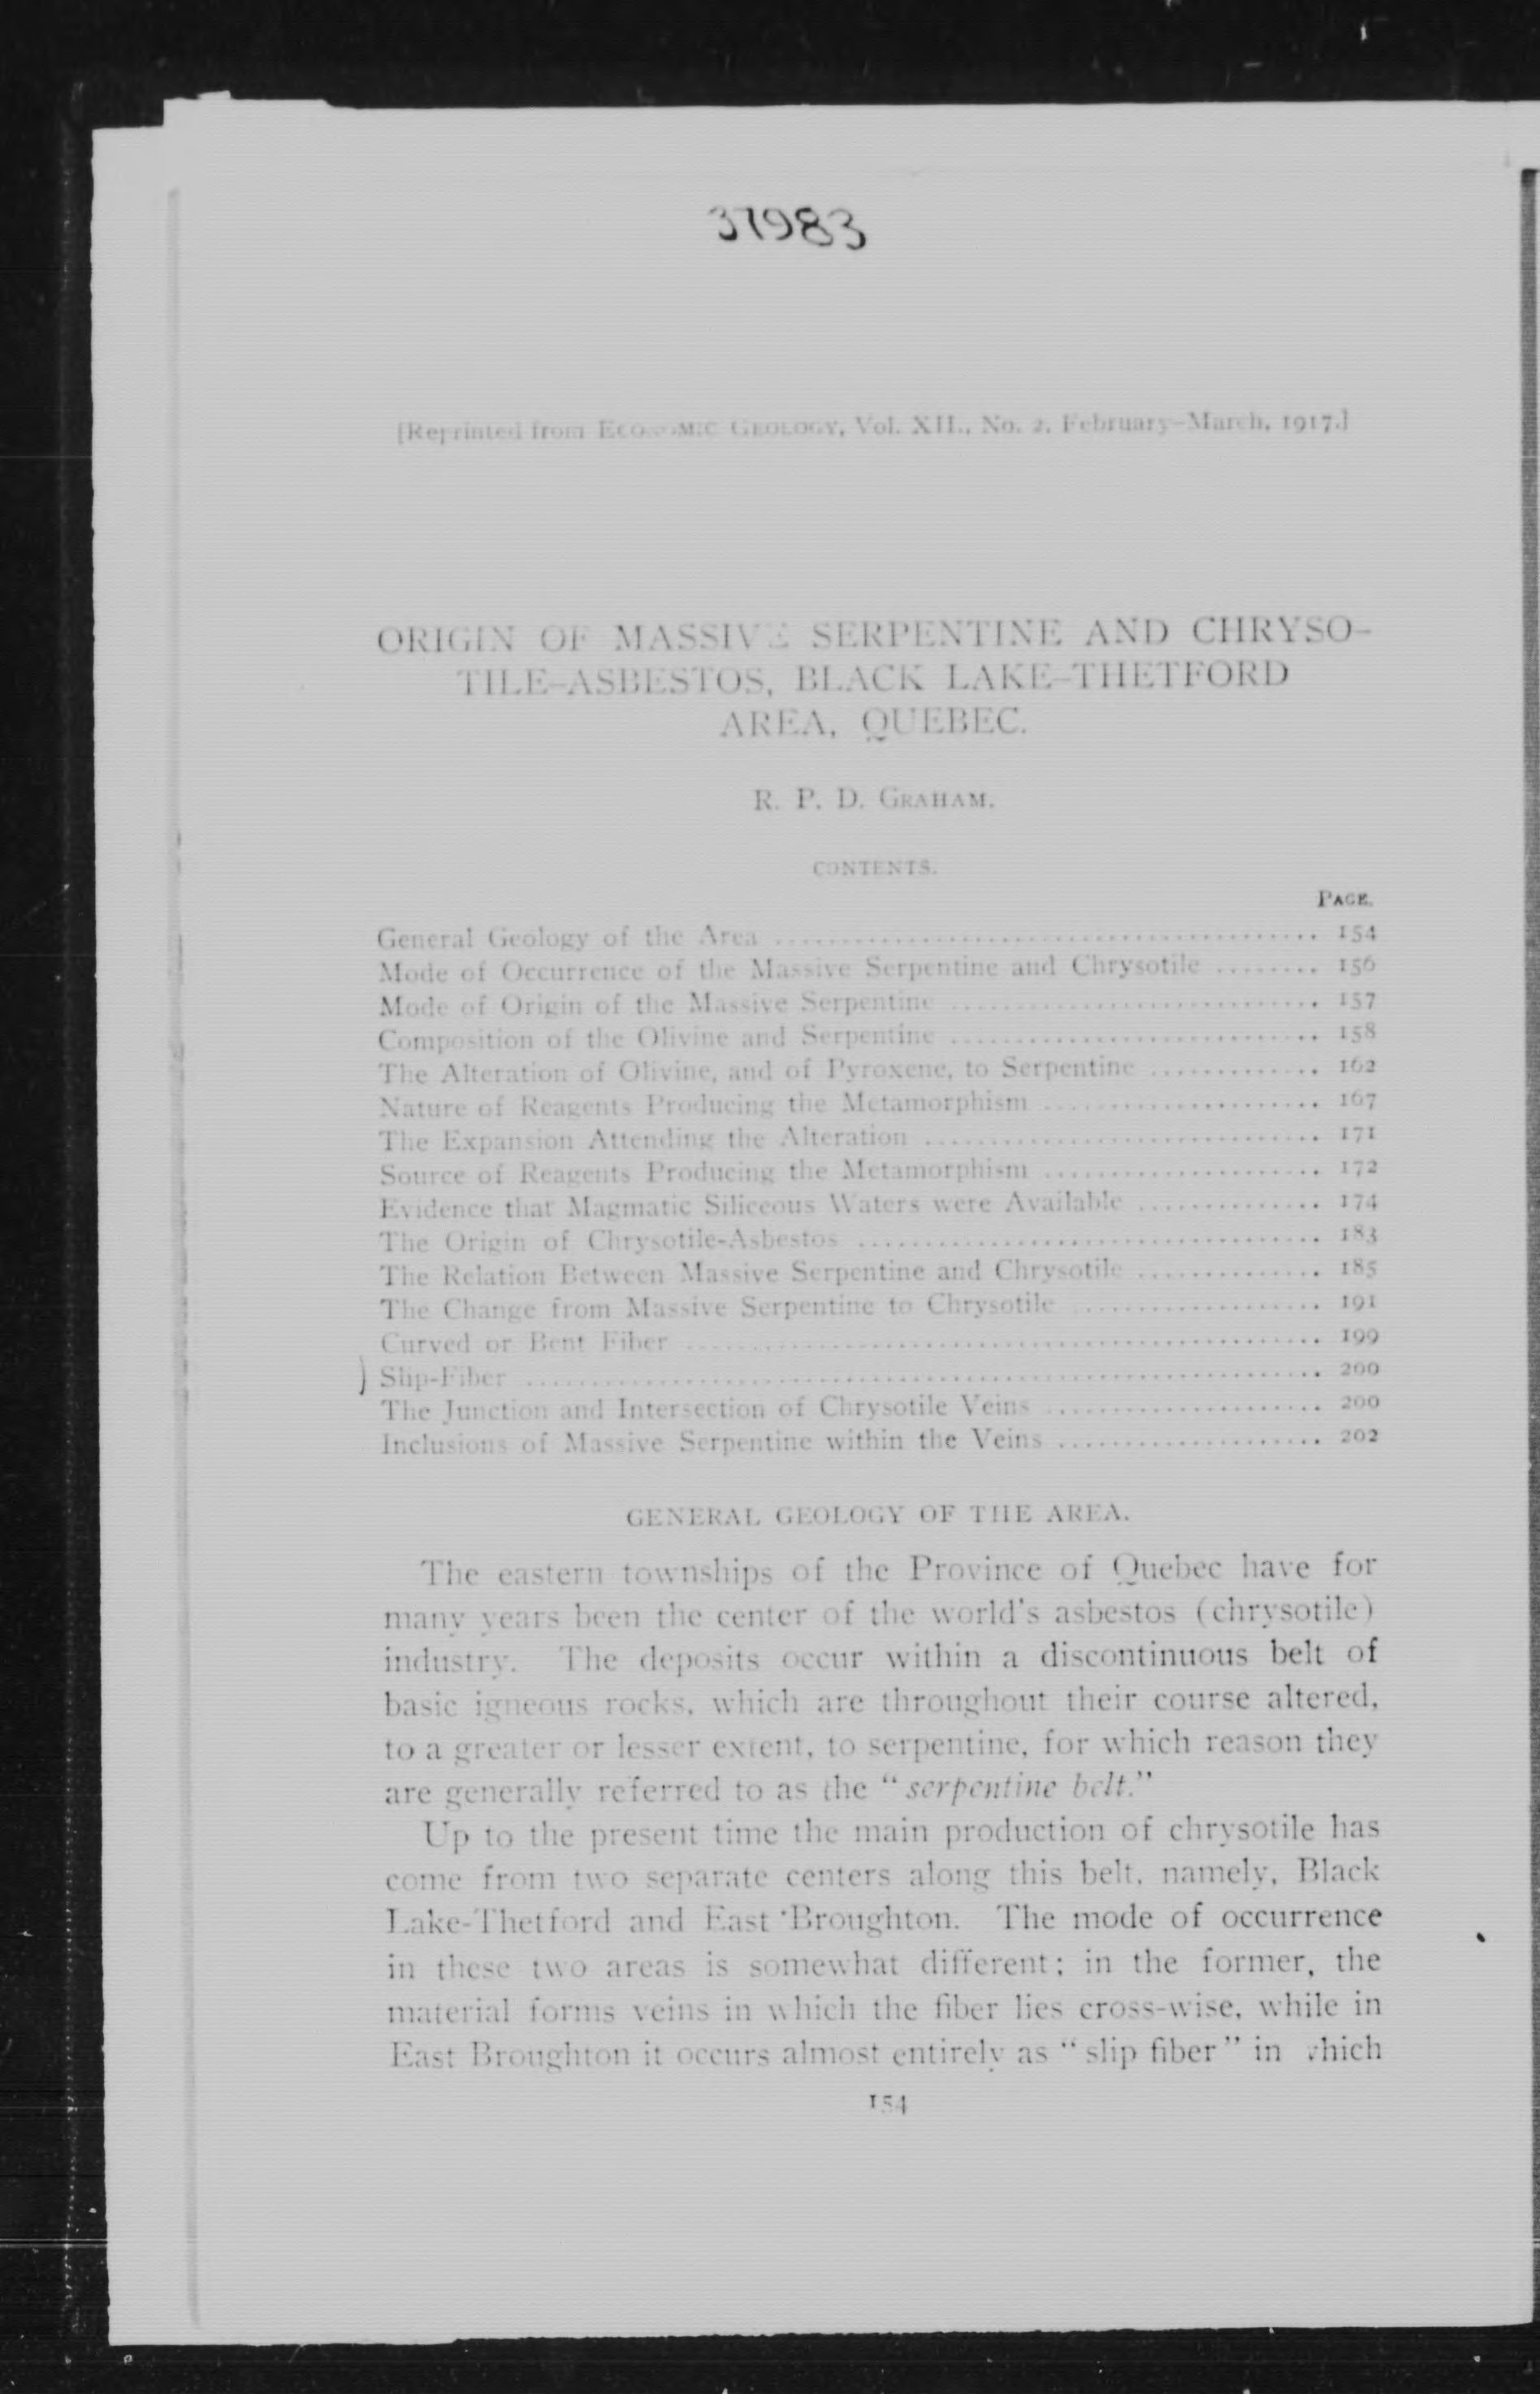 37983
[Reprinted from Economic Geology, Vol. XII., No. 2, February–March, 1917.]
ORIGIN OF MASSIVE SERPENTINE AND CHRYSO-
TILE–ASBESTOS, BLACK LAKE–THETFORD
AREA, QUEBEC.
R. P. D. Graham.
CONTENTS.
Page.
General Geology of the Area ........................................ 154
Mode of Occurrence of the Massive Serpentine and Chrysotile ........ 156
Mode of Origin of the Massive Serpentine ............................ 157
Composition of the Olivine and Serpentine ............................ 158
The Alteration of Olivine, and of Pyroxene, to Serpentine ............. 162
Nature of Reagents Producing the Metamorphism ..................... 167
The Expansion Attending the Alteration .............................. 171
Source of Reagents Producing the Metamorphism ..................... 172
Evidence that Magmatic Siliceous Waters were Available .............. 174
The Origin of Chrysotile-Asbestos ................................... 183
The Relation Between Massive Serpentine and Chrysotile .............. 185
The Change from Massive Serpentine to Chrysotile ................... 191
Curved or Bent Fiber ................................................ 199
Slip-Fiber ............................................................ 200
The Junction and Intersection of Chrysotile Veins ..................... 200
Inclusions of Massive Serpentine within the Veins .................... 202
GENERAL GEOLOGY OF THE AREA.
The eastern townships of the Province of Quebec have for
many years been the center of the world's asbestos (chrysotile)
industry. The deposits occur within a discontinuous belt of
basic igneous rocks, which are throughout their course altered,
to a greater or lesser extent, to serpentine, for which reason they
are generally referred to as the "serpentine belt."
Up to the present time the main production of chrysotile has
come from two separate centers along this belt, namely, Black
Lake-Thetford and East Broughton. The mode of occurrence
in these two areas is somewhat different; in the former, the
material forms veins in which the fiber lies cross-wise, while in
East Broughton it occurs almost entirely as "slip fiber" in which
154